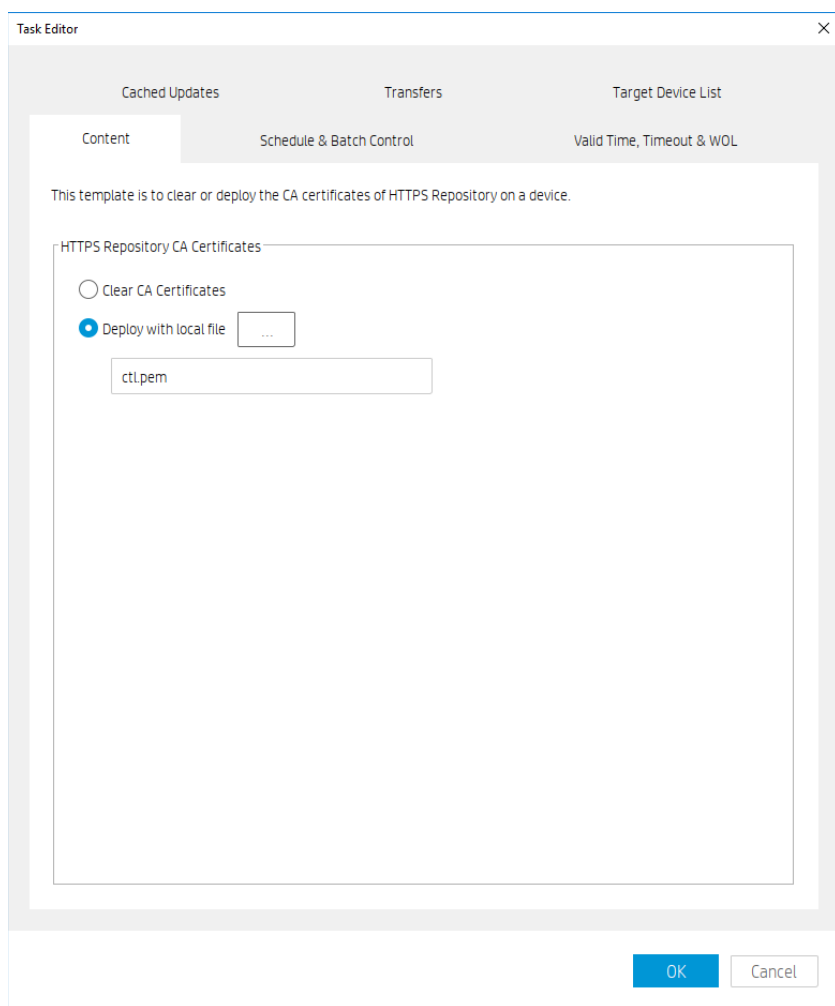 Task Editor
Cached Updates Transfers Target Device List
Content Schedule & Batch Control Valid Time, Timeout & WOL
This template is to clear or deploy the CA certificates of HTTPS Repository on a device.
HTTPS Repository CA Certificates
Clear CA Certificates
Deploy with local file ...
ctl.pem
OK Cancel